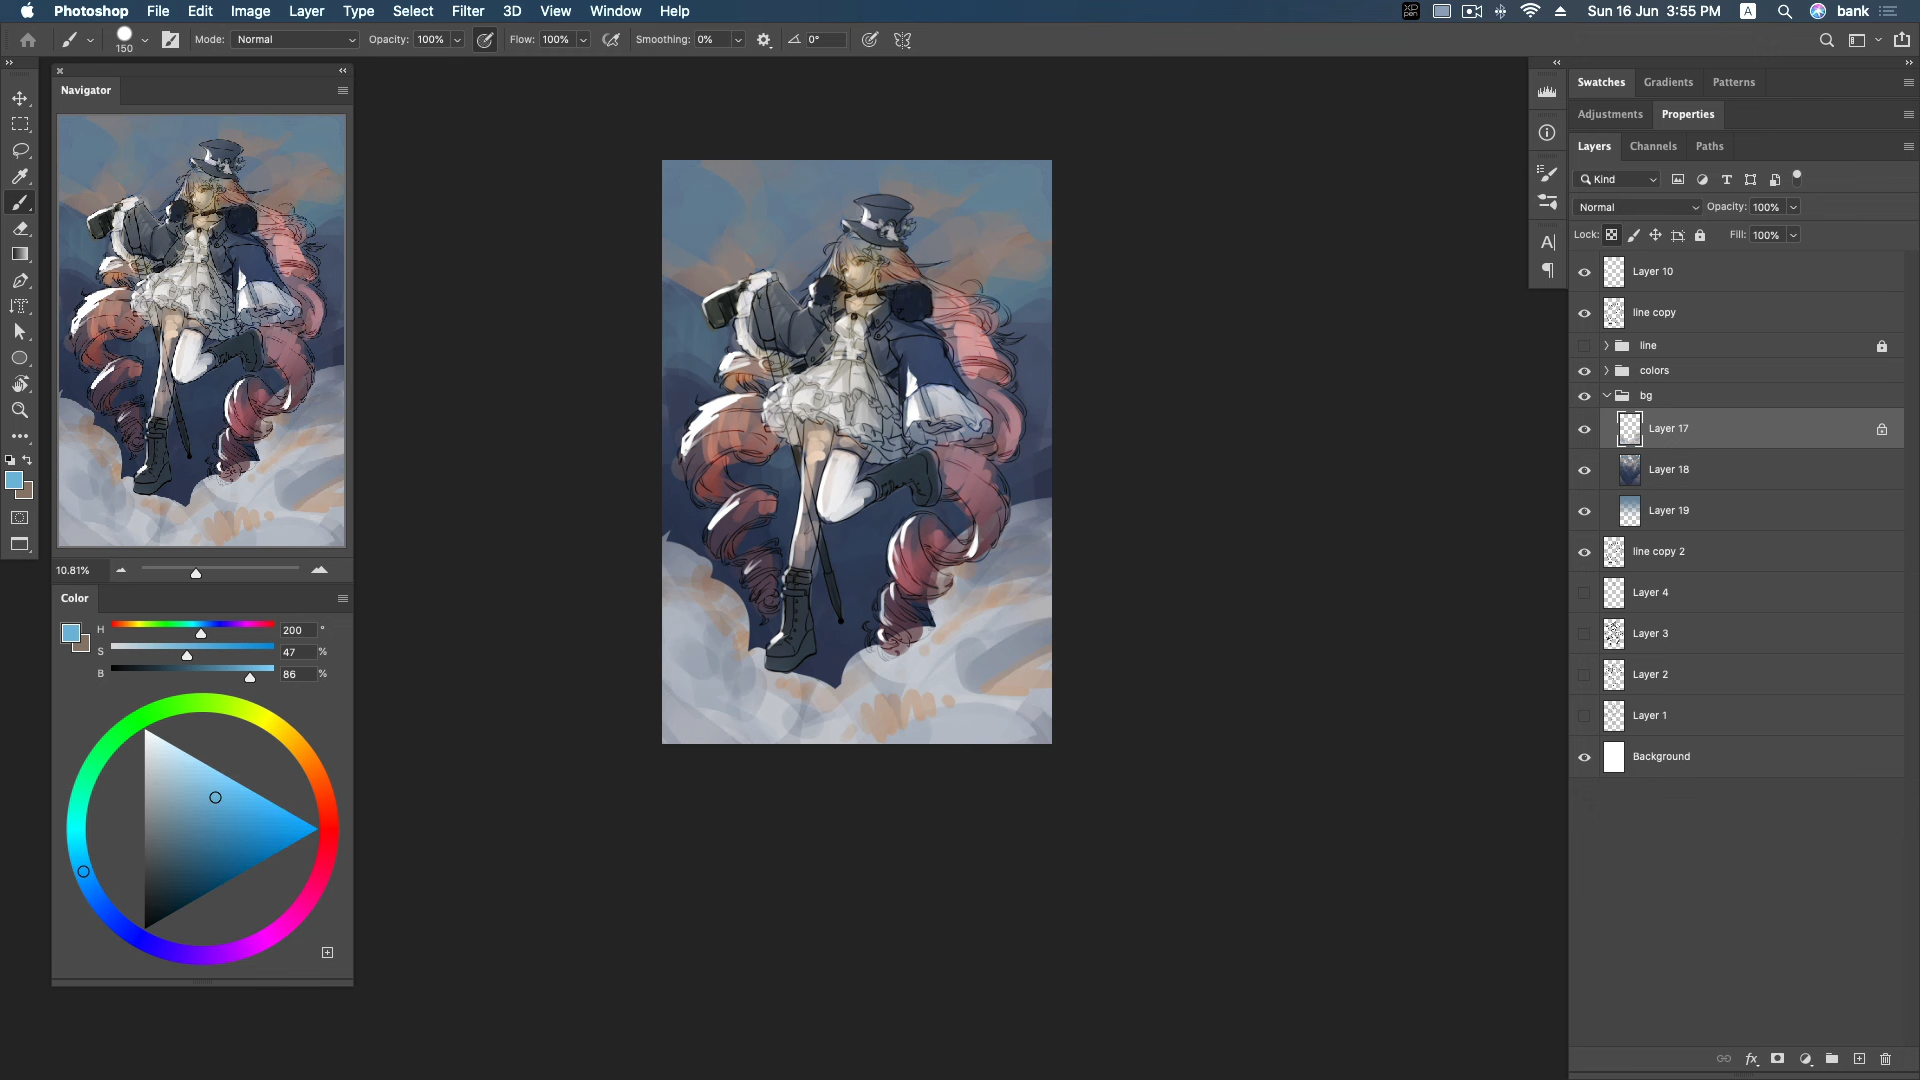 Photoshop File Edit Image Layer Type Select Filter 3D View Window Help
Sun 16 Jun 3:55 PM A bank
150
Mode: Normal Opacity: 100% Flow: 100% Smoothing: 0% 0°
Navigator
10.81%
Color
H 200 °
S 47 %
B 86 %
Swatches Gradients Patterns
Adjustments Properties
Layers Channels Paths
Kind
Normal Opacity: 100%
Lock: Fill: 100%
Layer 10
line copy
line
colors
bg
Layer 17
Layer 18
Layer 19
line copy 2
Layer 4
Layer 3
Layer 2
Layer 1
Background